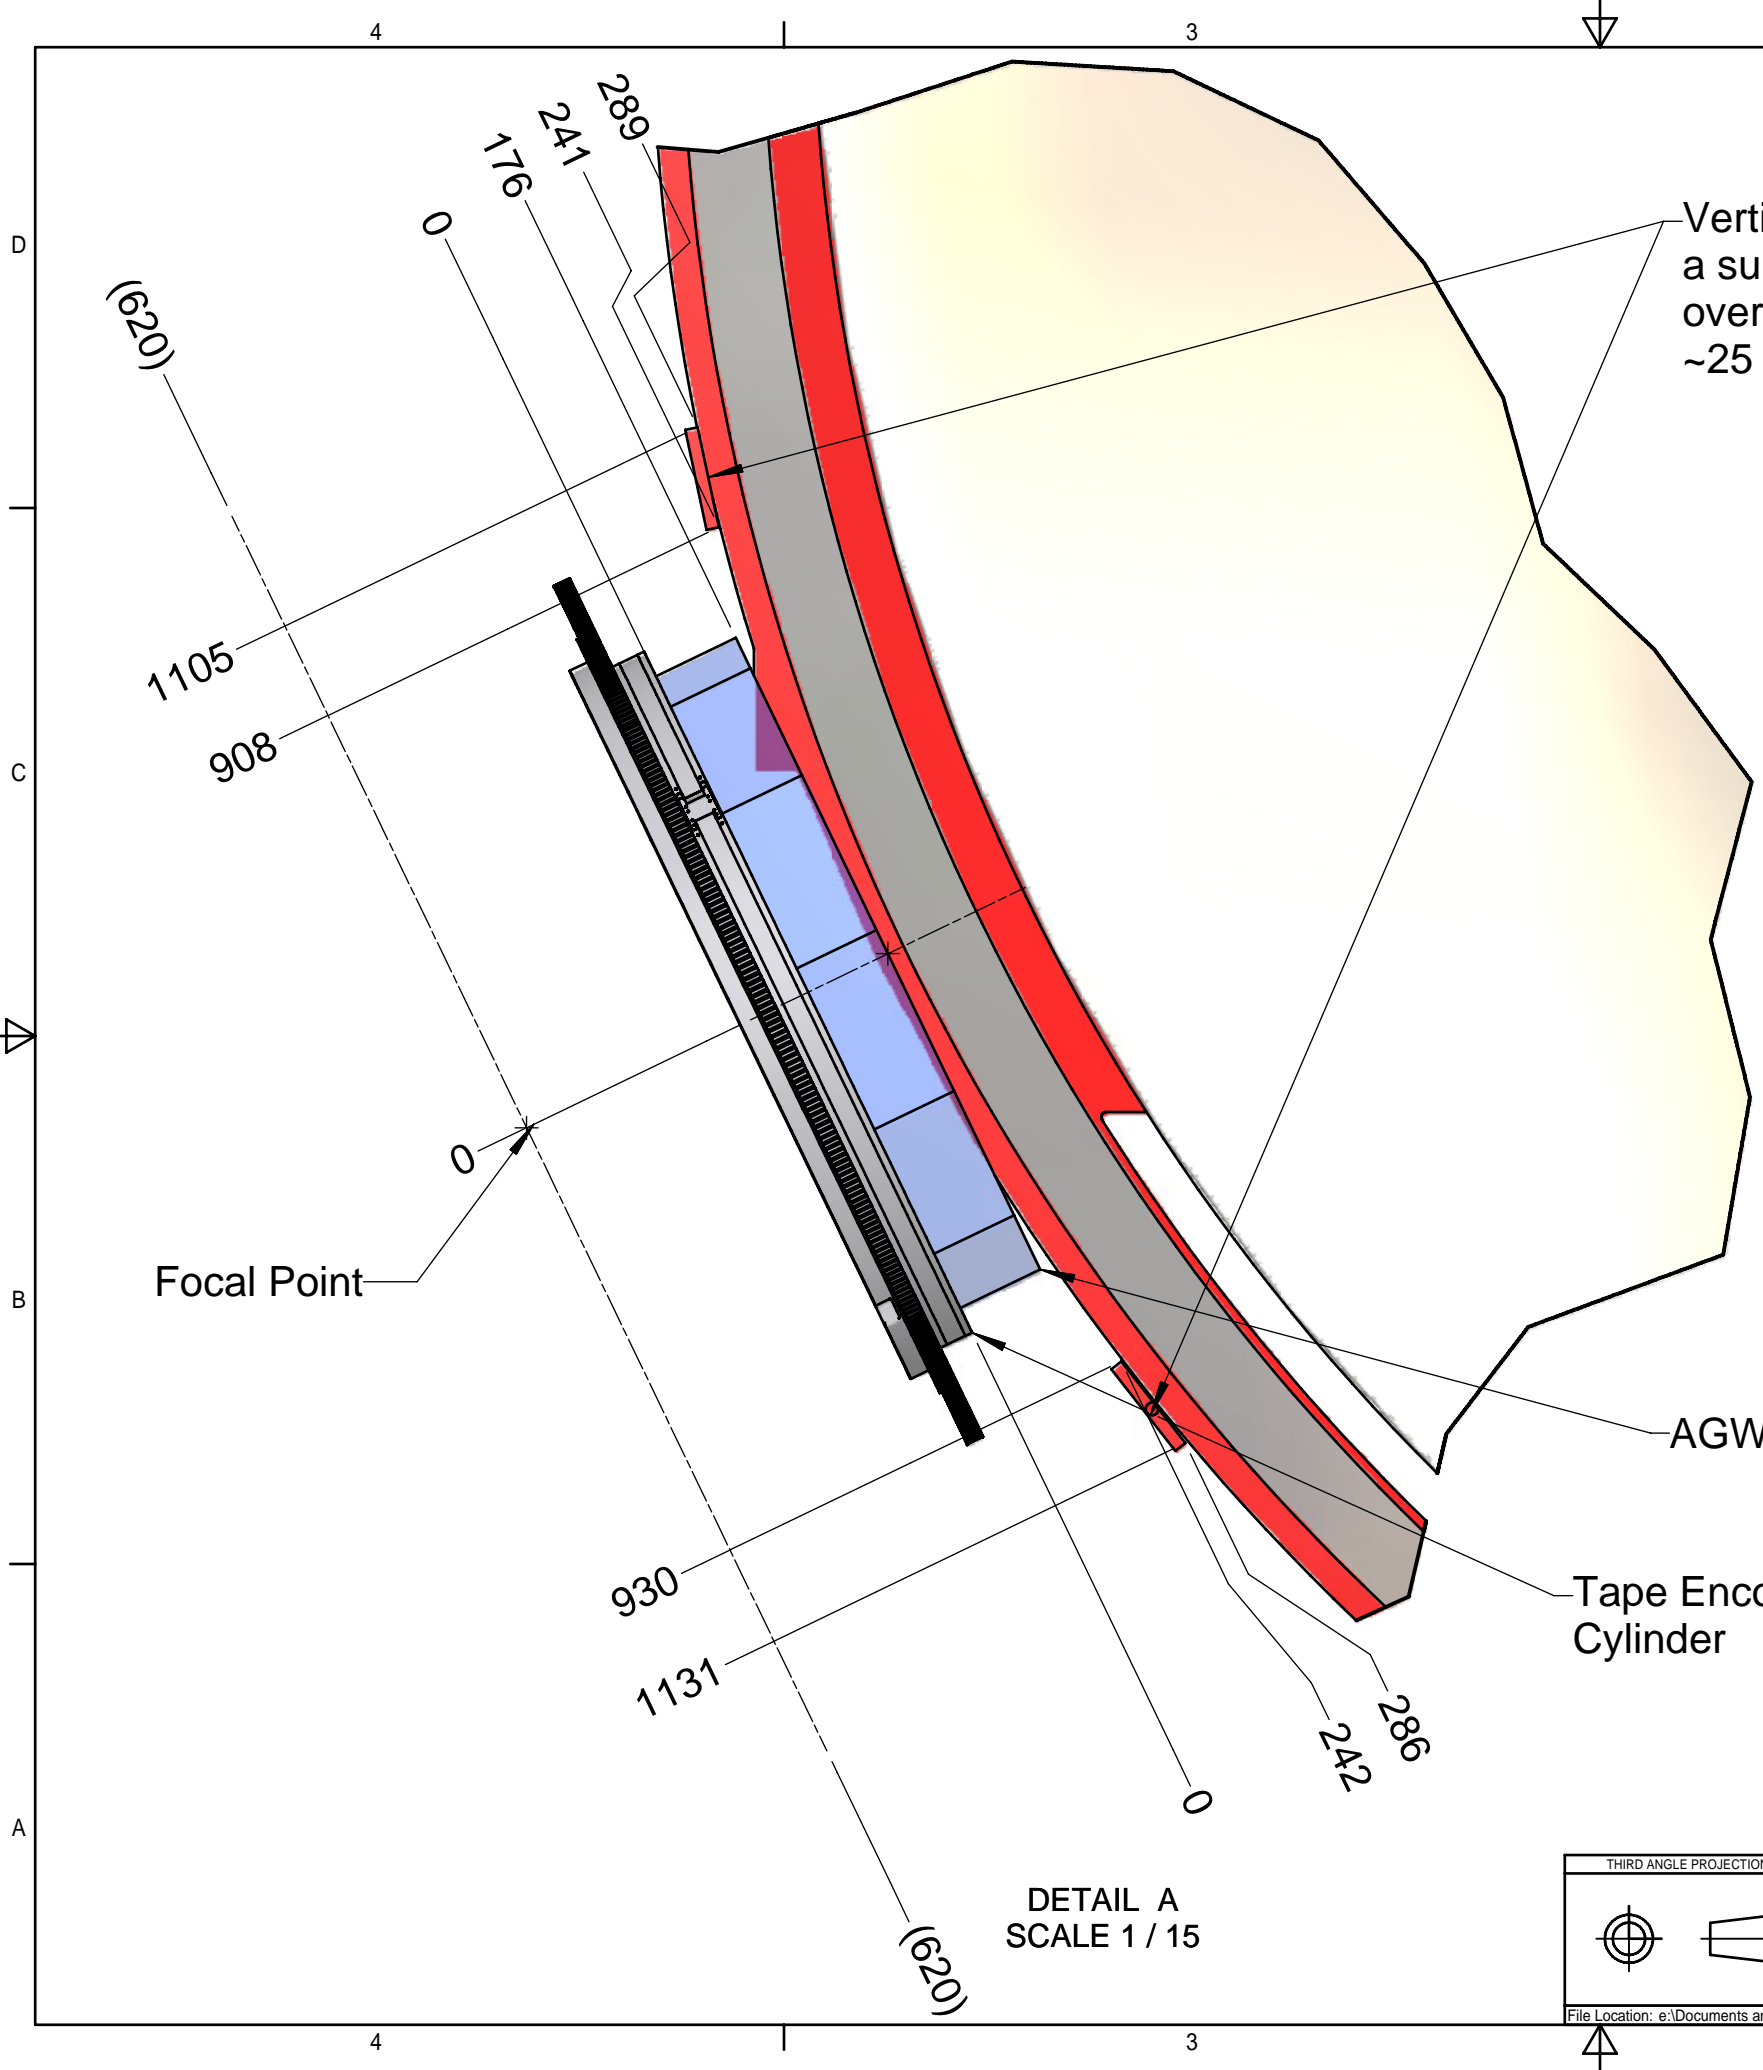 4
3
D
C
B
A
289
241
176
0
(620)
1105
908
0
Focal Point
930
1131
286
242
0
(620)
Verti
a su
over
~25
AGW
Tape Enco
Cylinder
DETAIL A
SCALE 1 / 15
THIRD ANGLE PROJECTION
File Location: e:\Documents a
4
3